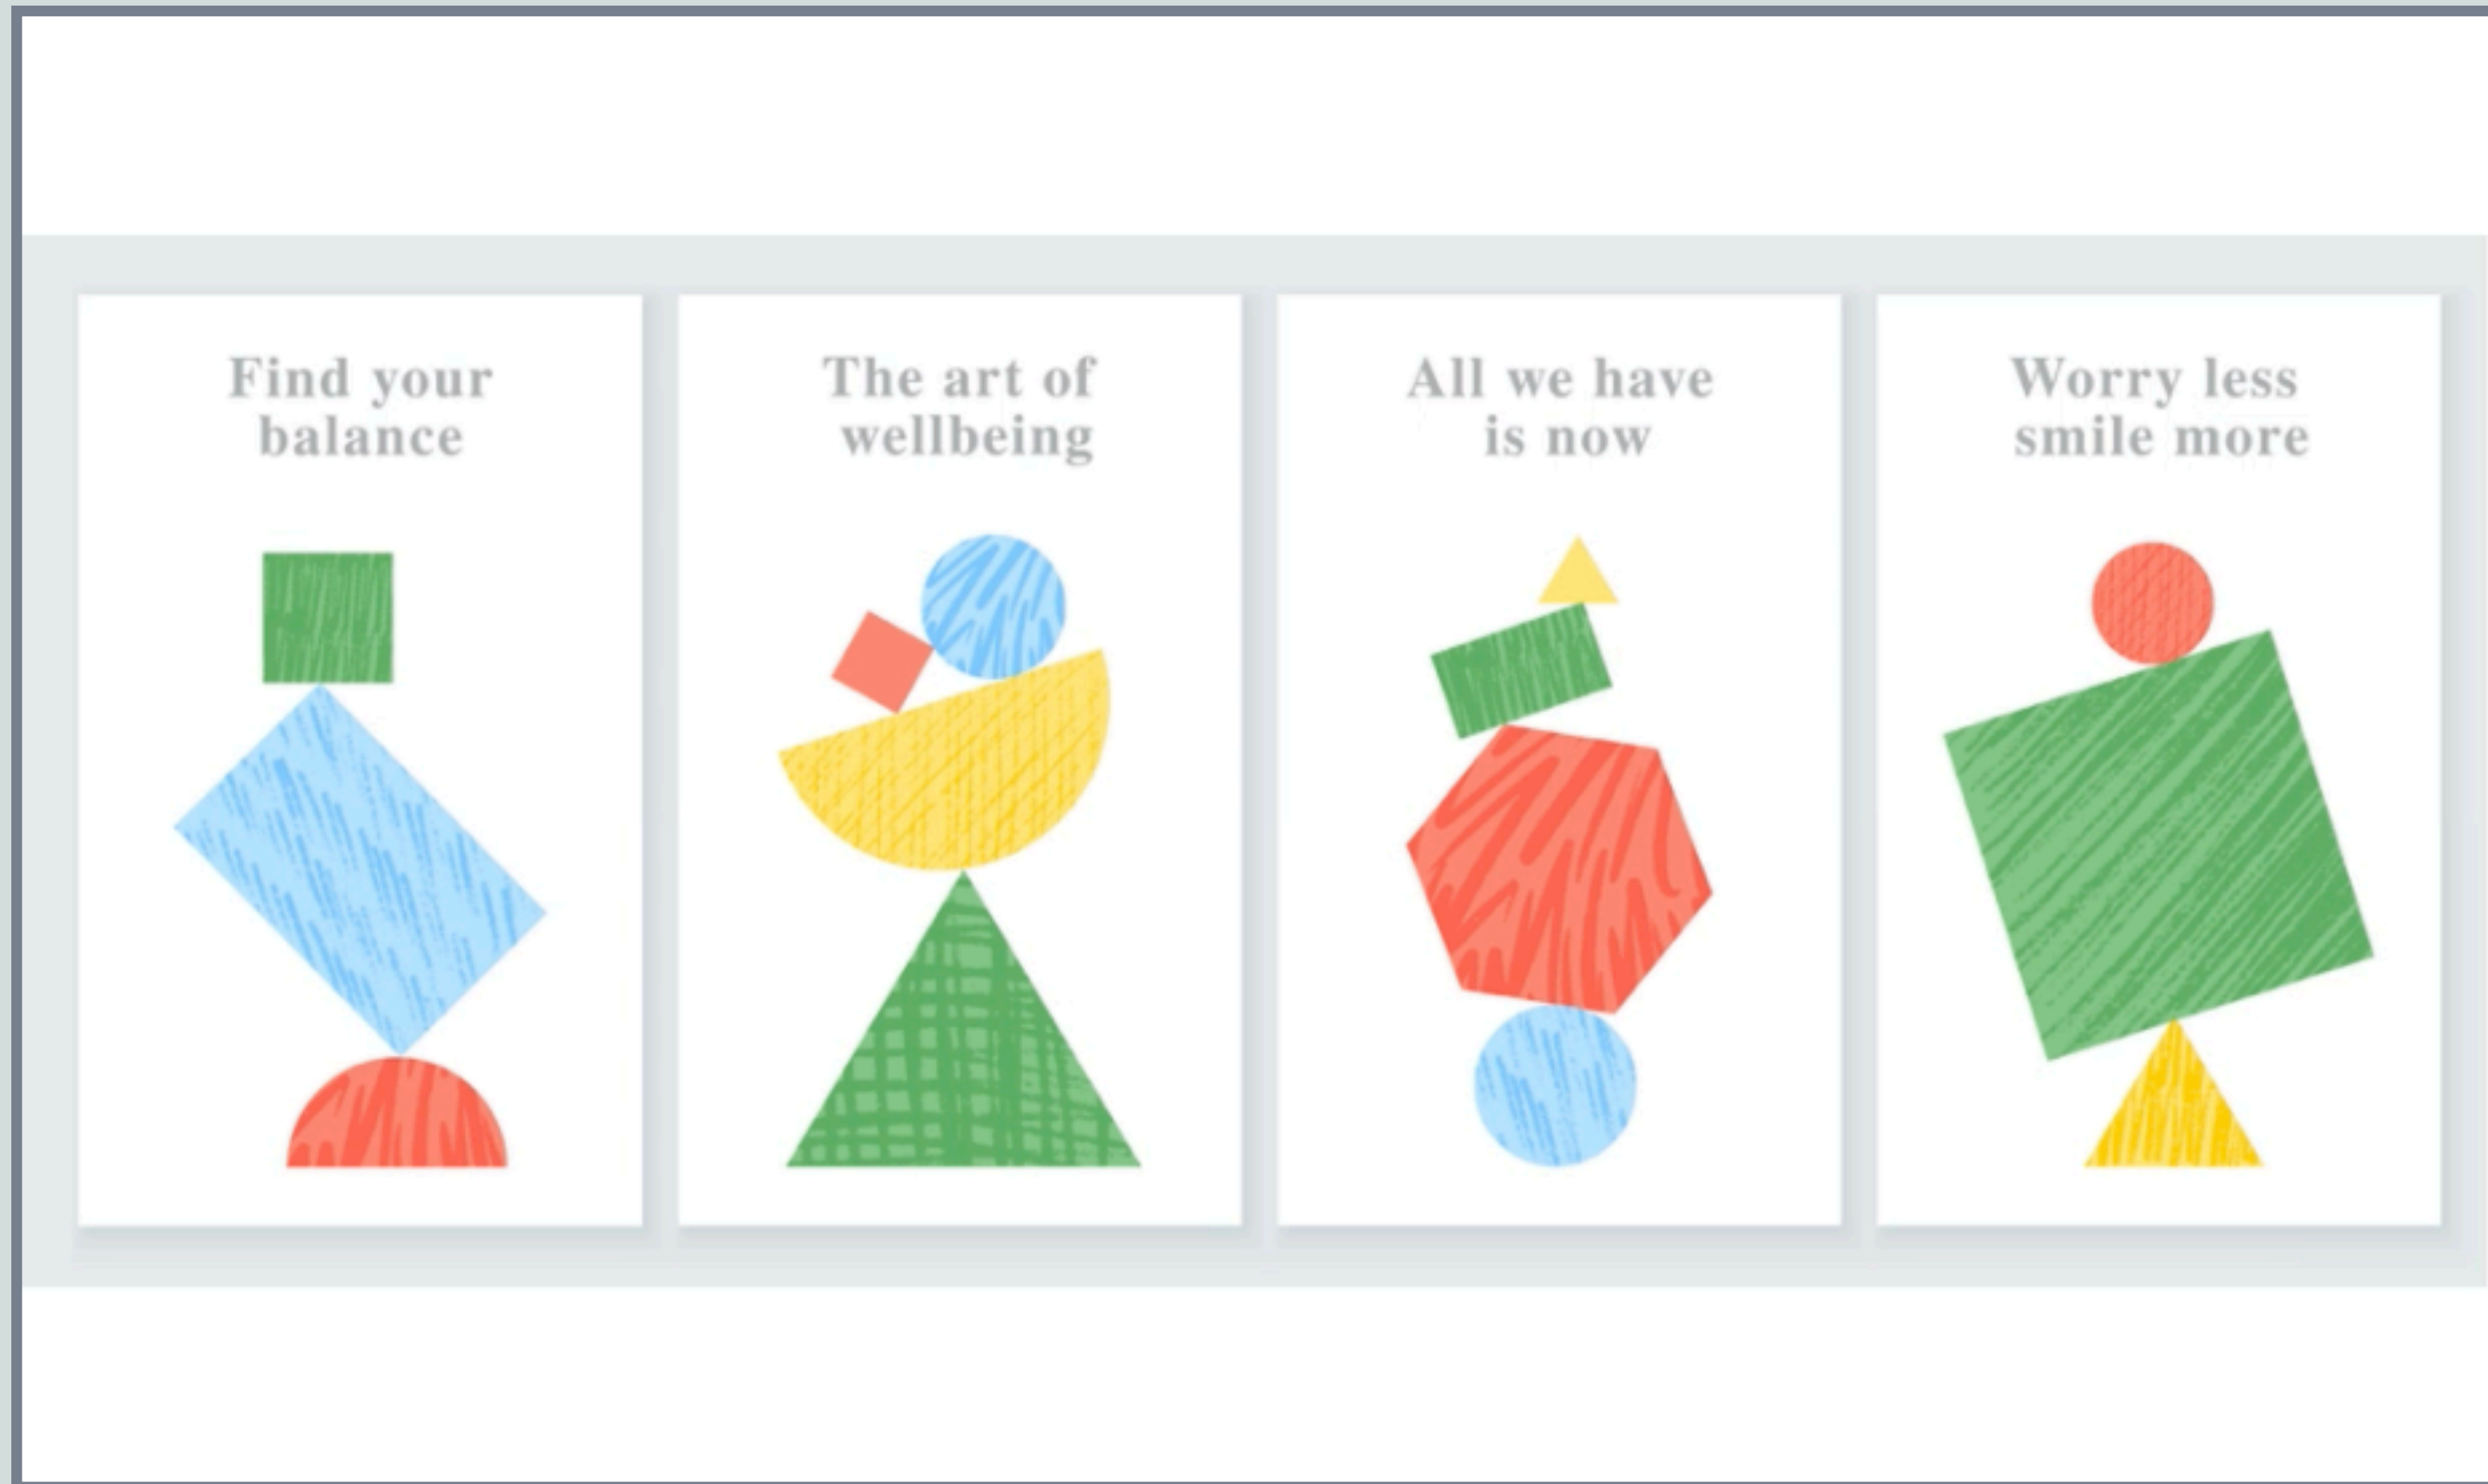 Find your
balance
The art of
wellbeing
All we have
is now
Worry less
smile more